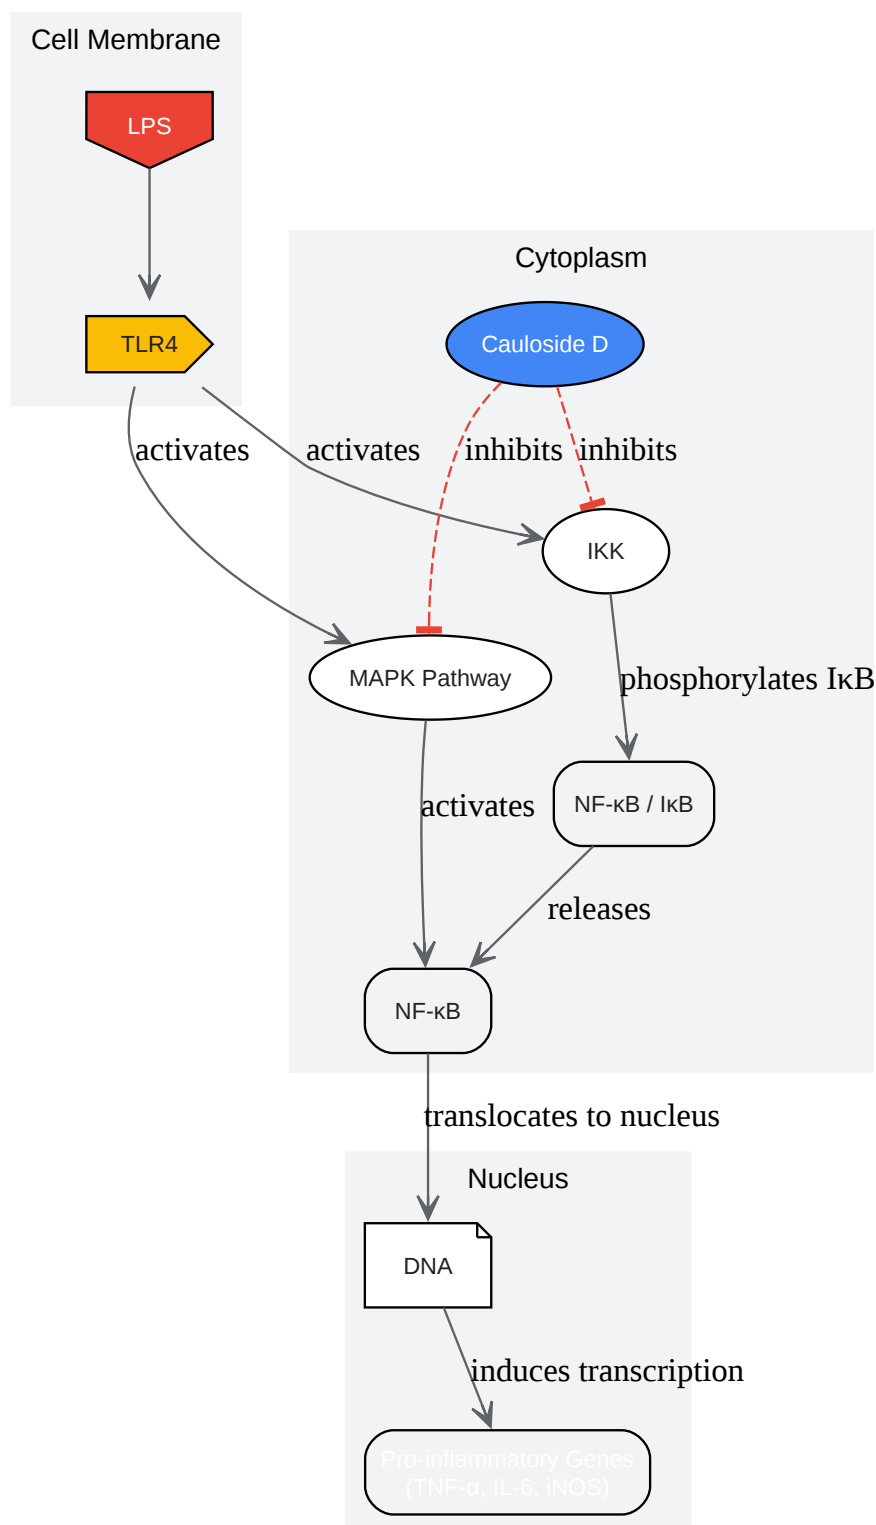 Cell Membrane
LPS
TLR4
Cytoplasm
Cauloside D
activates
activates
inhibits
inhibits
IKK
MAPK Pathway
phosphorylates IκB
activates
NF-κB / IκB
releases
NF-κB
translocates to nucleus
Nucleus
DNA
induces transcription
Pro-inflammatory Genes
(TNF-α, IL-6, iNOS)